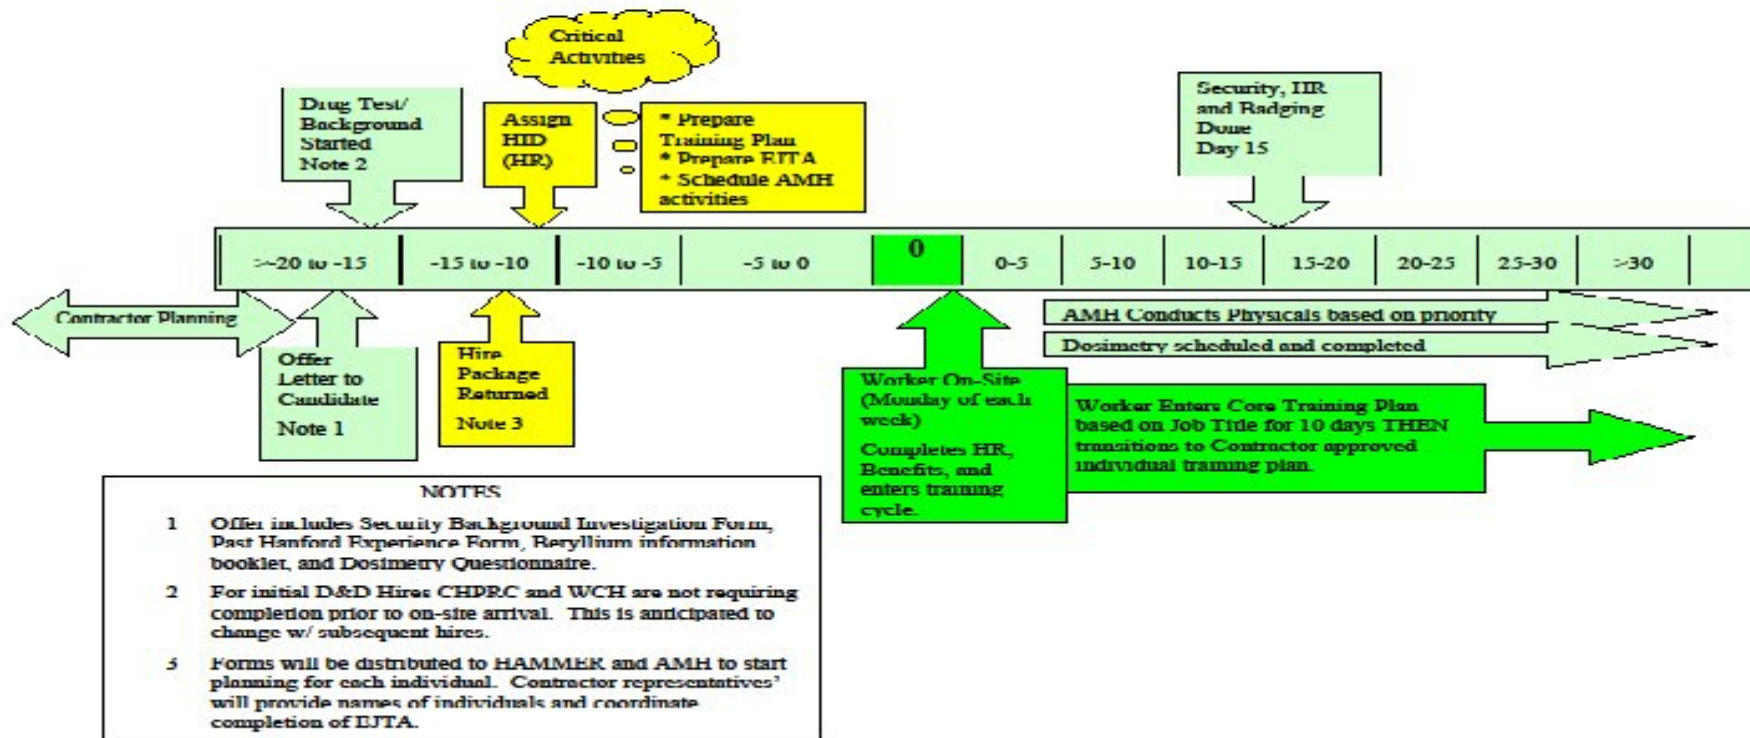 Critical
Activities
Drug Test/
Background
Started
Note 2
Assign
HID
(HR)
* Prepare
Training Plan
* Prepare EJTA
* Schedule AMH
activities
Security, HR
and Badging
Done
Day 15
>-20 to -15
-15 to -10
-10 to -5
-5 to 0
0
0-5
5-10
10-15
15-20
20-25
25-30
>30
Contractor Planning
Offer
Letter to
Candidate
Note 1
Hire
Package
Returned
Note 3
AMH Conducts Physicals based on priority
Dosimetry scheduled and completed
Worker On-Site
(Monday of each
week)
Completes HR,
Benefits, and
enters training
cycle.
Worker Enters Core Training Plan
based on Job Title for 10 days THEN
transitions to Contractor approved
individual training plan.
NOTES
1 Offer includes Security Background Investigation Form,
Past Hanford Experience Form, Beryllium information
booklet, and Dosimetry Questionnaire.
2 For initial D&D Hires CHPRC and WCH are not requiring
completion prior to on-site arrival. This is anticipated to
change w/ subsequent hires.
3 Forms will be distributed to HAMMER and AMH to start
planning for each individual. Contractor representatives'
will provide names of individuals and coordinate
completion of EJTA.